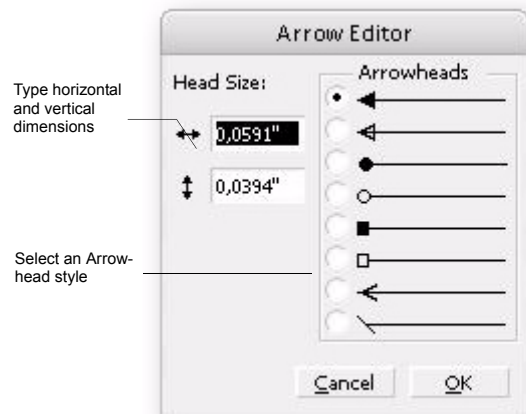 Arrow Editor
Type horizontal
and vertical
dimensions
Head Size:
0,0591"
0,0394"
Arrowheads
Select an Arrow-
head style
Cancel
OK